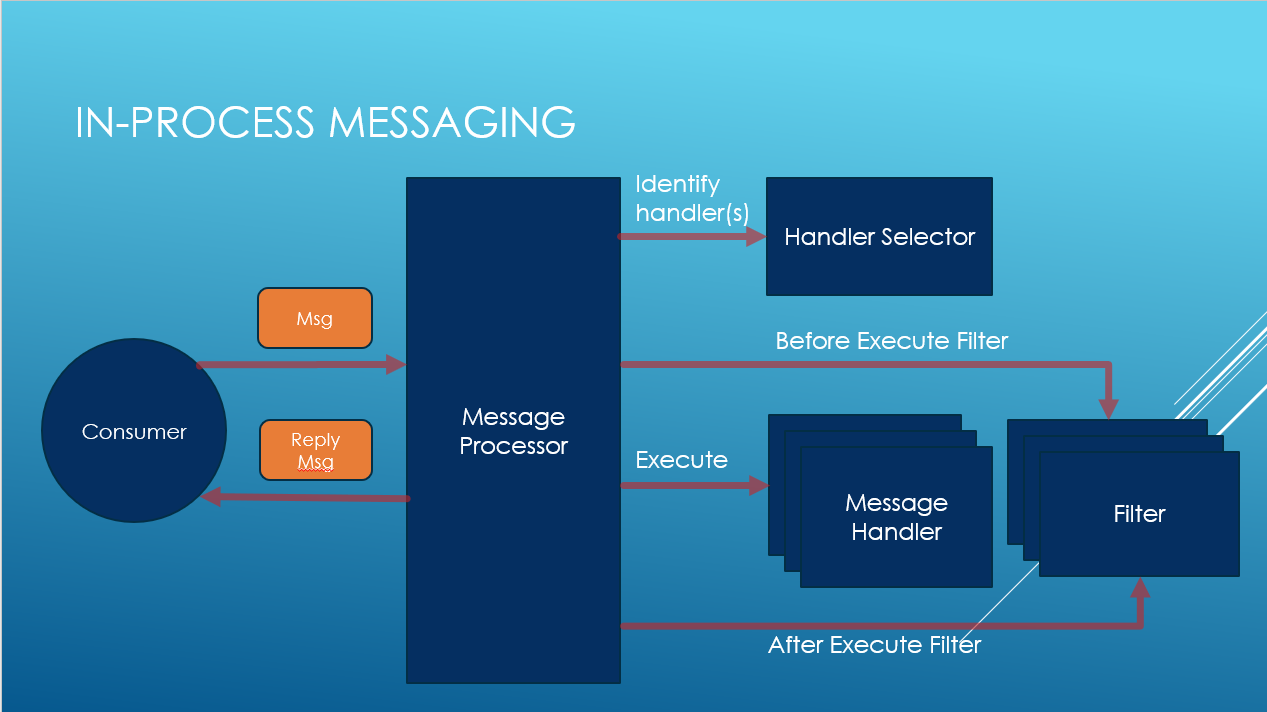 IN-PROCESS MESSAGING
Identify
handler(s)
Handler Selector
Msg
Before Execute Filter
Consumer
Message
Processor
Reply
Msg
Execute
Message
Handler
Filter
After Execute Filter